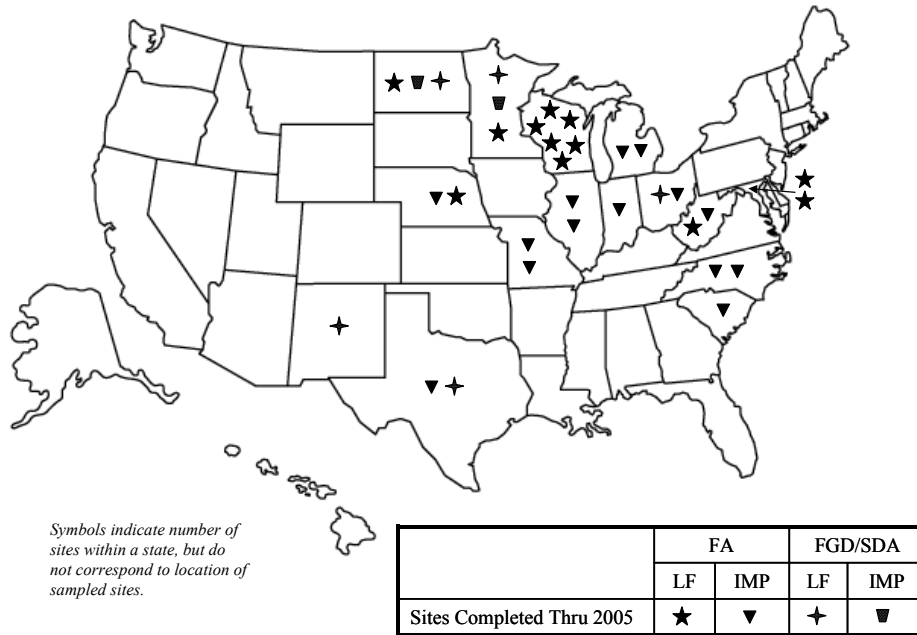 Symbols indicate number of
sites within a state, but do
not correspond to location of
sampled sites.
FA FGD/SDA
LF IMP LF IMP
Sites Completed Thru 2005